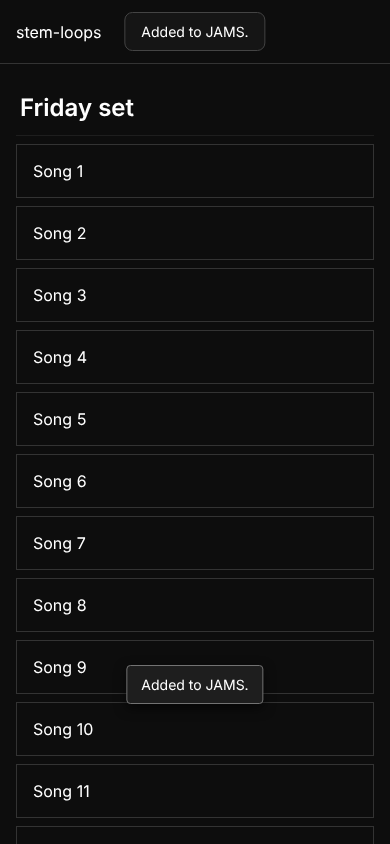 stem-loops
Added to JAMS.
Friday set
Song 1
Song 2
Song 3
Song 4
Song 5
Song 6
Song 7
Song 8
Song 9
Added to JAMS.
Song 10
Song 11